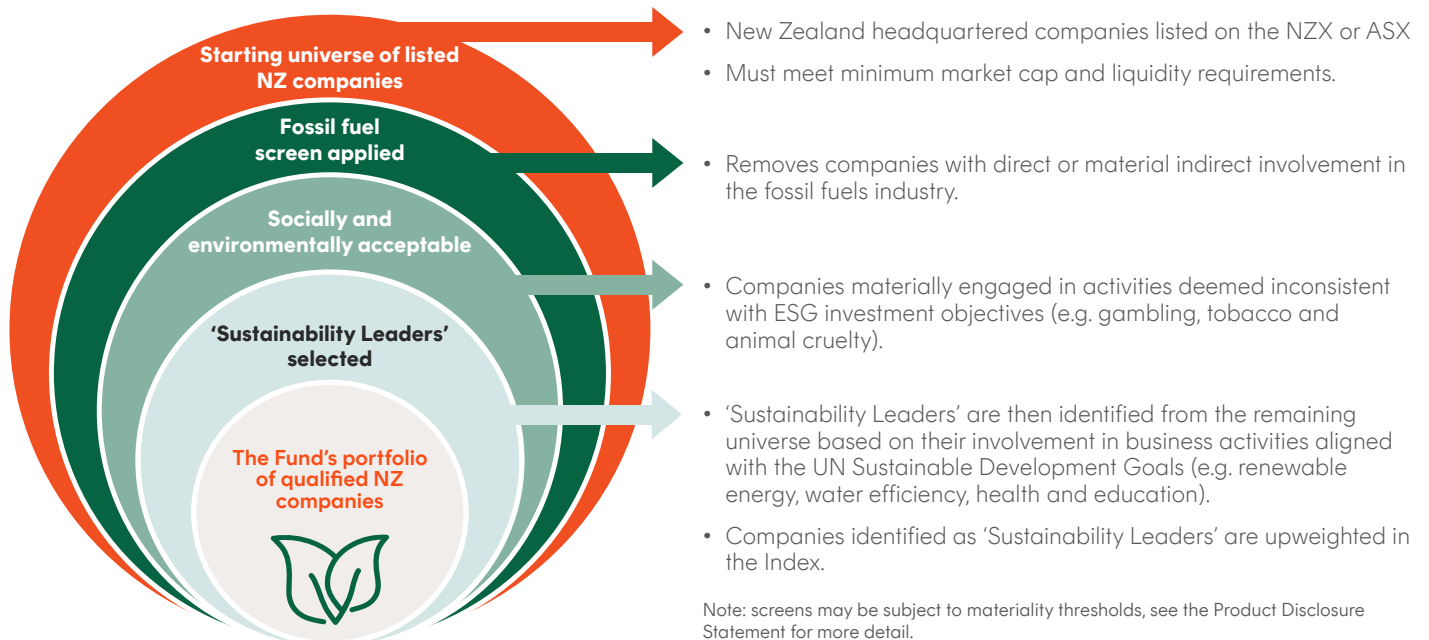 Starting universe of listed
NZ companies
• New Zealand headquartered companies listed on the NZX or ASX
• Must meet minimum market cap and liquidity requirements.
Fossil fuel
screen applied
• Removes companies with direct or material indirect involvement in
the fossil fuels industry.
Socially and
environmentally acceptable
• Companies materially engaged in activities deemed inconsistent
with ESG investment objectives (e.g. gambling, tobacco and
animal cruelty).
‘Sustainability Leaders’
selected
• ‘Sustainability Leaders’ are then identified from the remaining
universe based on their involvement in business activities aligned
with the UN Sustainable Development Goals (e.g. renewable
energy, water efficiency, health and education).
• Companies identified as ‘Sustainability Leaders’ are upweighted in
the Index.
The Fund’s portfolio
of qualified NZ
companies
Note: screens may be subject to materiality thresholds, see the Product Disclosure
Statement for more detail.